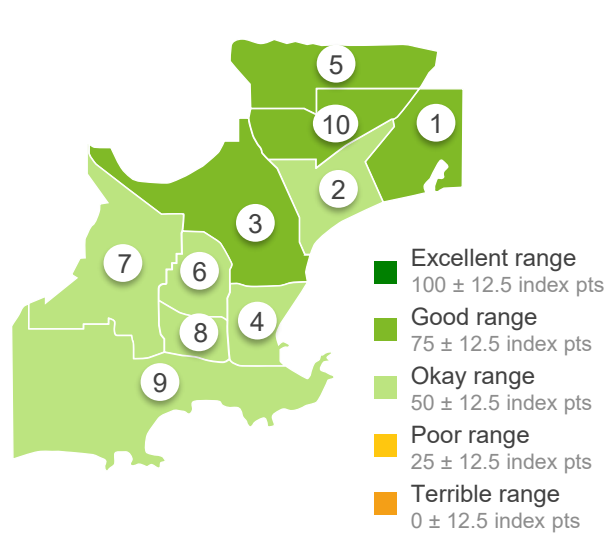 5
10
1
2
3
7
6
4
8
9
Excellent range
100 ± 12.5 index pts
Good range
75 ± 12.5 index pts
Okay range
50 ± 12.5 index pts
Poor range
25 ± 12.5 index pts
Terrible range
0 ± 12.5 index pts